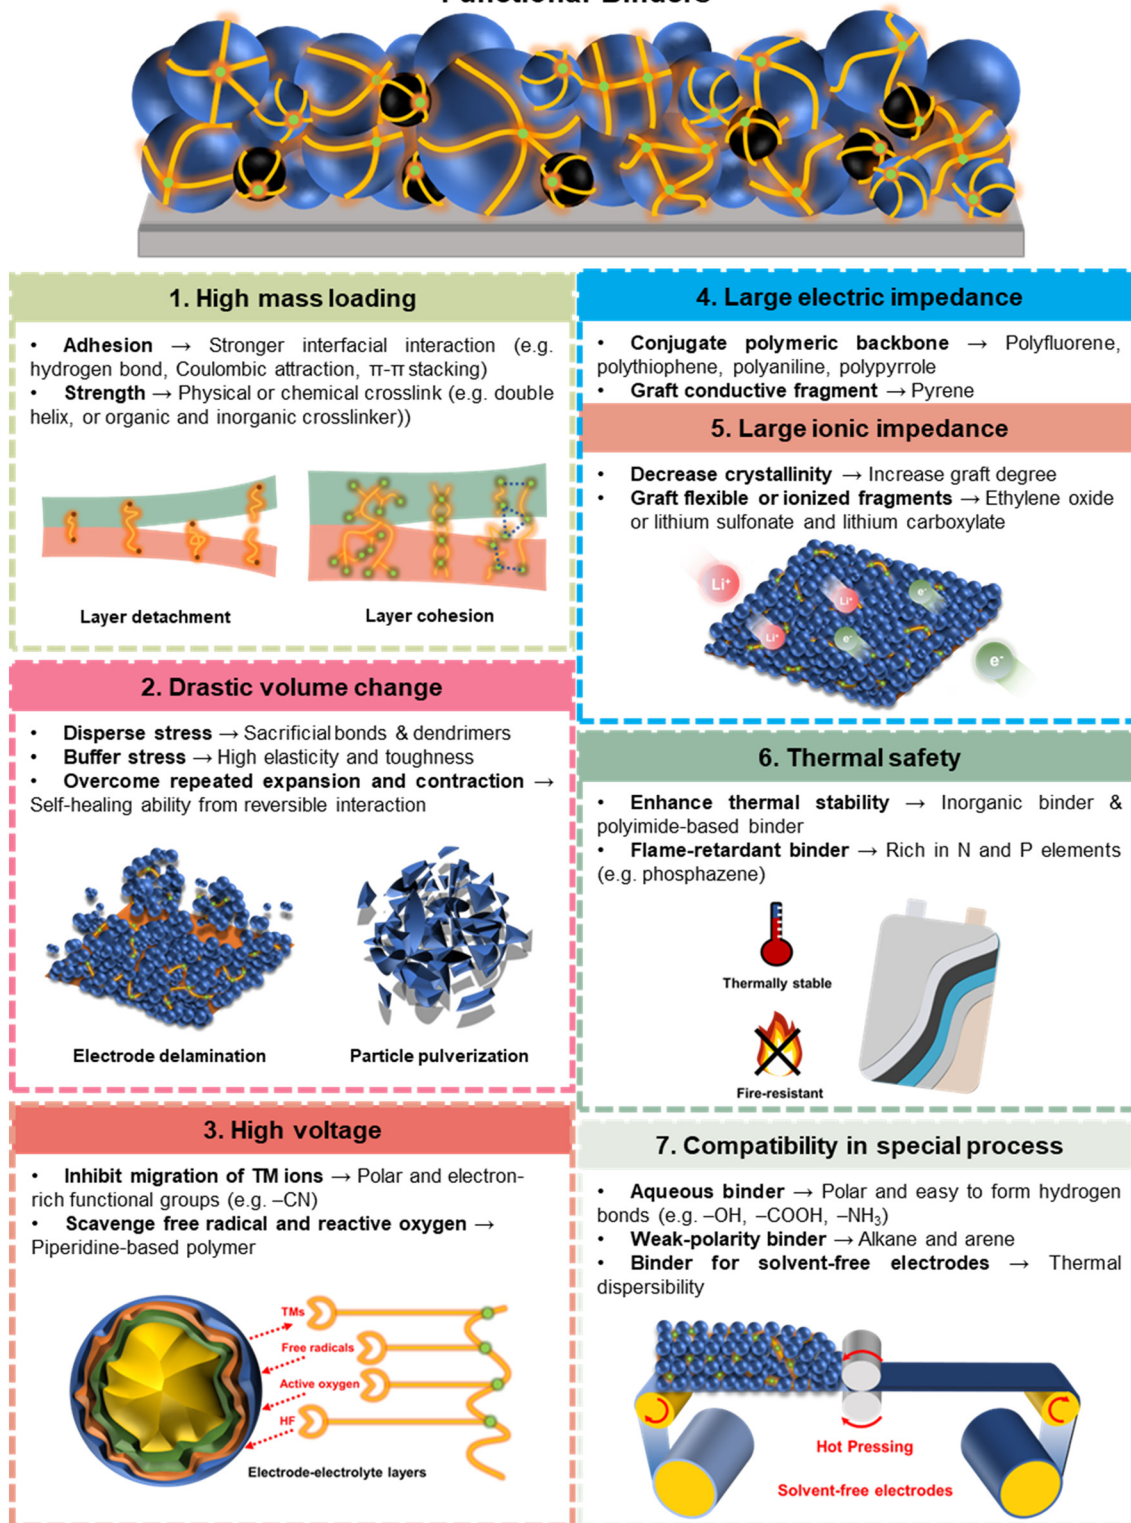 Functional Binders
1. High mass loading
• Adhesion → Stronger interfacial interaction (e.g.
hydrogen bond, Coulombic attraction, π-π stacking)
• Strength → Physical or chemical crosslink (e.g. double
helix, or organic and inorganic crosslinker))
Layer detachment
Layer cohesion
2. Drastic volume change
• Disperse stress → Sacrificial bonds & dendrimers
• Buffer stress → High elasticity and toughness
• Overcome repeated expansion and contraction →
Self-healing ability from reversible interaction
Electrode delamination
Particle pulverization
3. High voltage
• Inhibit migration of TM ions → Polar and electron-
rich functional groups (e.g. –CN)
• Scavenge free radical and reactive oxygen →
Piperidine-based polymer
TMs
Free radicals
Active oxygen
HF
Electrode-electrolyte layers
4. Large electric impedance
• Conjugate polymeric backbone → Polyfluorene,
polythiophene, polyaniline, polypyrrole
• Graft conductive fragment → Pyrene
5. Large ionic impedance
• Decrease crystallinity → Increase graft degree
• Graft flexible or ionized fragments → Ethylene oxide
or lithium sulfonate and lithium carboxylate
Li⁺
Li⁺
e⁻
Li⁺
e⁻
e⁻
6. Thermal safety
• Enhance thermal stability → Inorganic binder &
polyimide-based binder
• Flame-retardant binder → Rich in N and P elements
(e.g. phosphazene)
Thermally stable
Fire-resistant
7. Compatibility in special process
• Aqueous binder → Polar and easy to form hydrogen
bonds (e.g. –OH, –COOH, –NH₃)
• Weak-polarity binder → Alkane and arene
• Binder for solvent-free electrodes → Thermal
dispersibility
Hot Pressing
Solvent-free electrodes